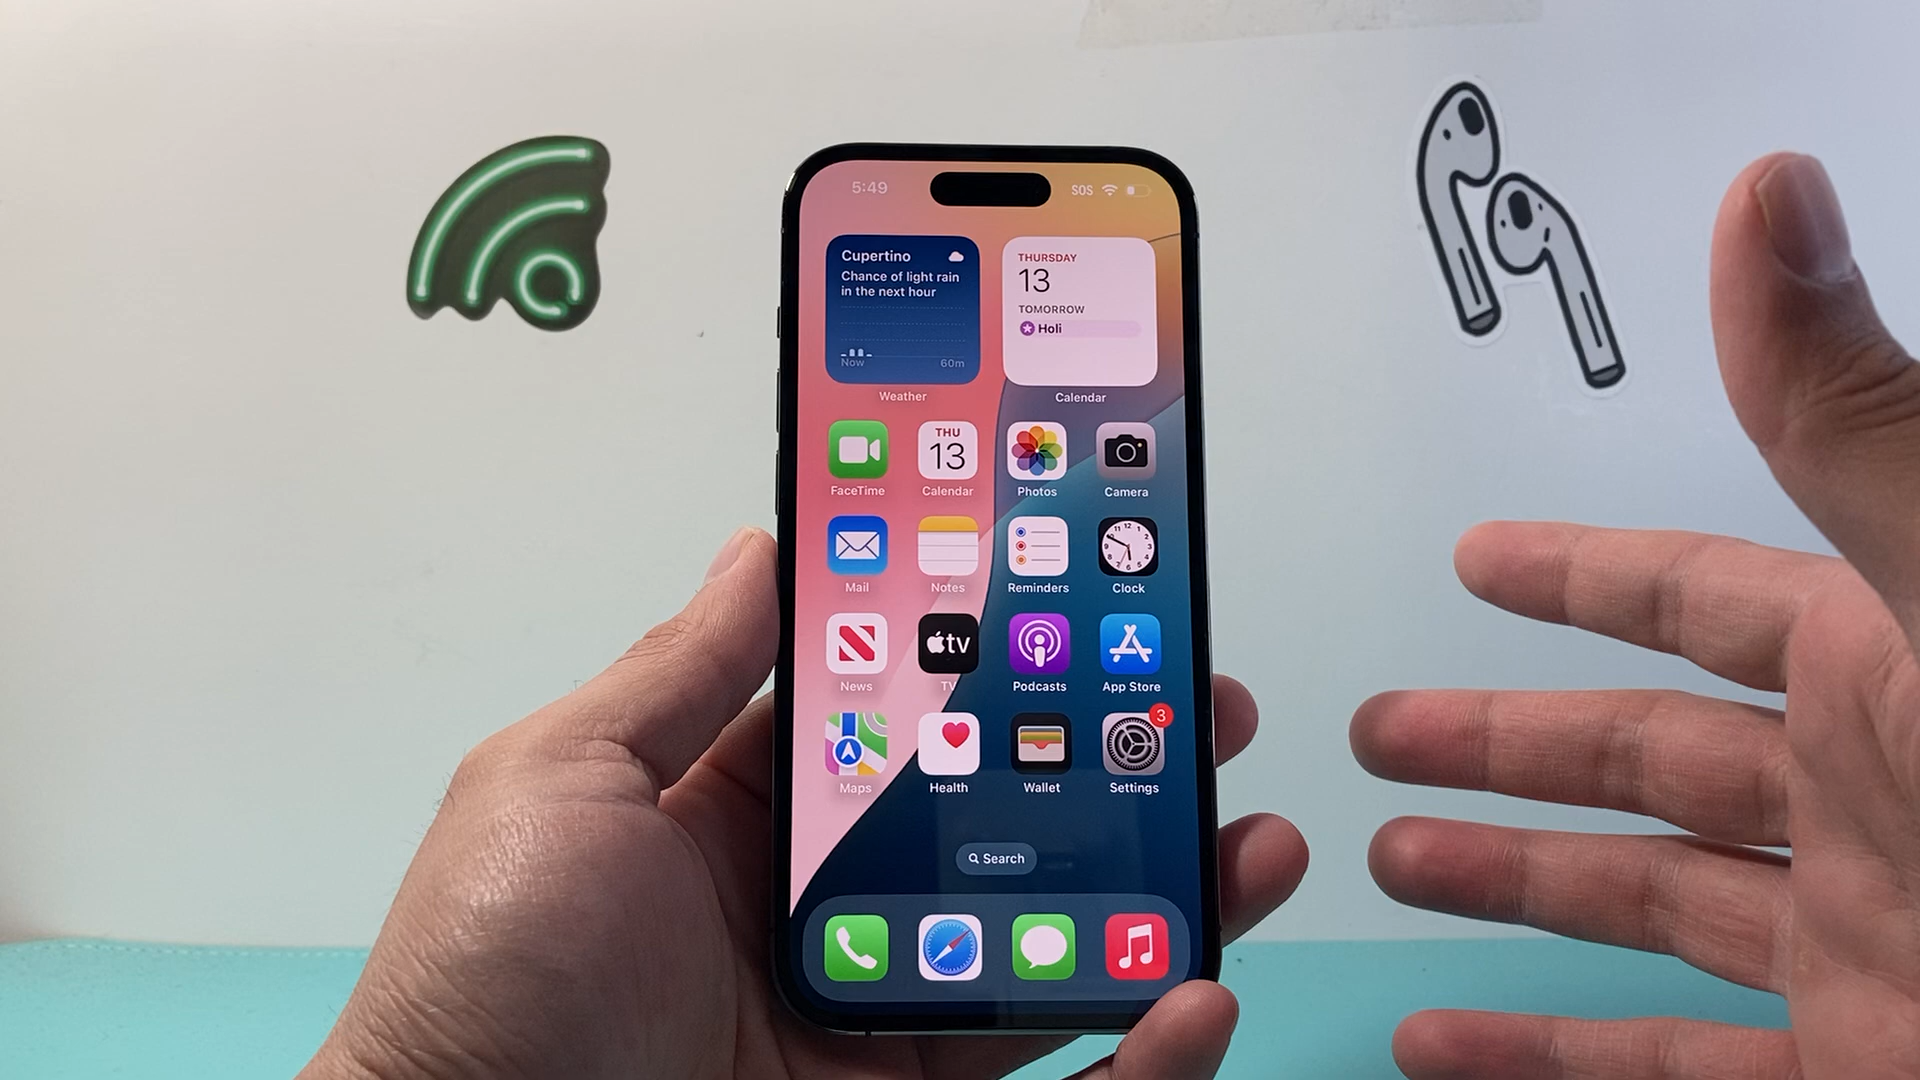 5:49
SOS
Cupertino
Chance of light rain
in the next hour
Now
60m
Weather
THURSDAY
13
TOMORROW
Holi
Calendar
FaceTime
THU
13
Calendar
Photos
Camera
Mail
Notes
Reminders
Clock
News
tv
TV
Podcasts
App Store
Maps
Health
Wallet
3
Settings
Search